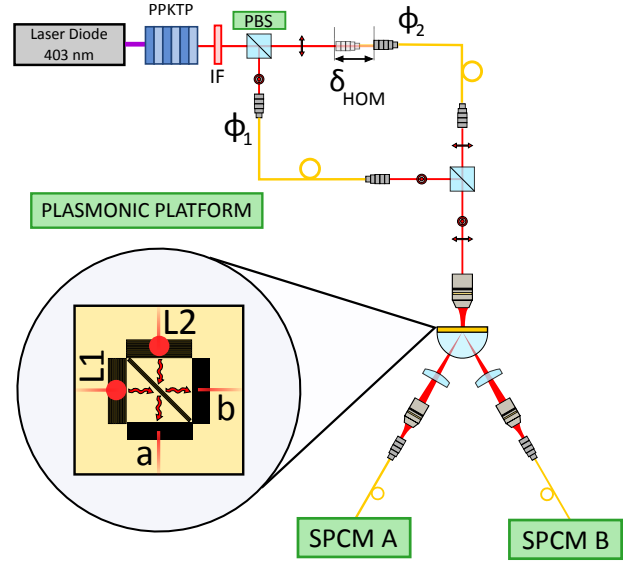 PPKTP
Laser Diode
403 nm
IF
PBS
δHOM
ϕ2
ϕ1
PLASMONIC PLATFORM
L2
L1
b
a
SPCM A
SPCM B